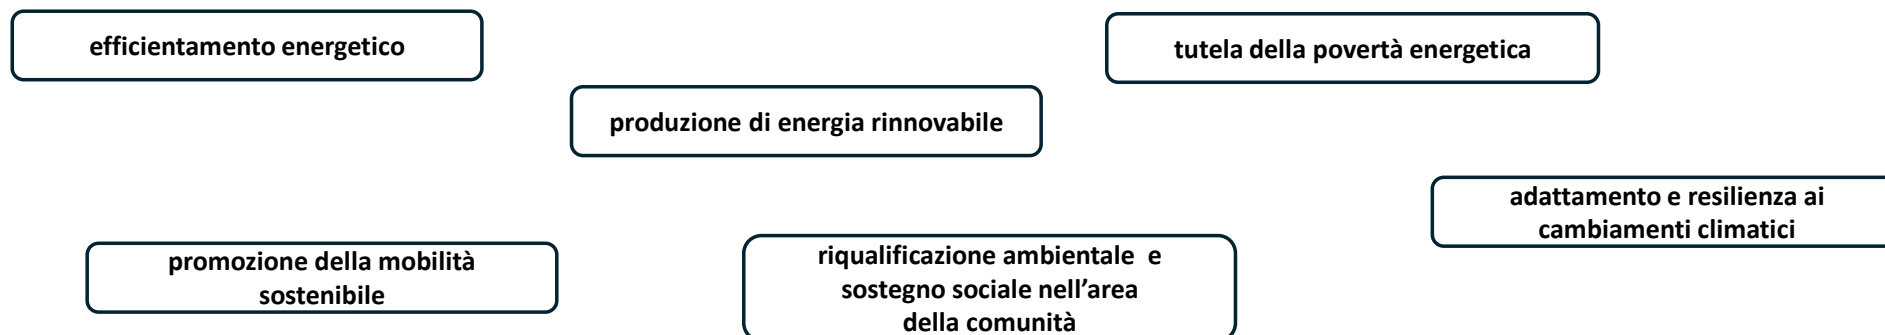 efficientamento energetico
tutela della povertà energetica
produzione di energia rinnovabile
adattamento e resilienza ai
cambiamenti climatici
promozione della mobilità
sostenibile
riqualificazione ambientale e
sostegno sociale nell'area
della comunità